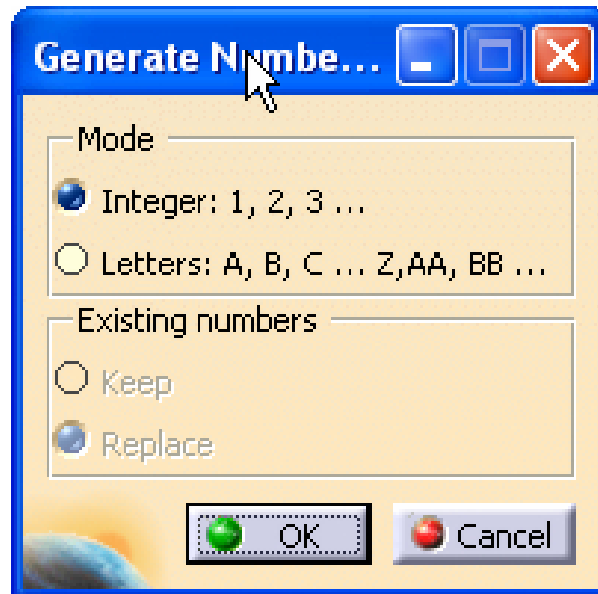 Generate Numbe...
Mode
Integer: 1, 2, 3 ...
Letters: A, B, C ... Z,AA, BB ...
Existing numbers
Keep
Replace
OK
Cancel